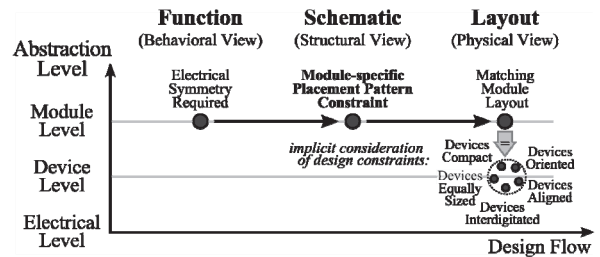 Function
(Behavioral View)
Schematic
(Structural View)
Layout
(Physical View)
Abstraction
Level
Electrical
Symmetry
Required
Module-specific
Placement Pattern
Constraint
Matching
Module
Layout
Module
Level
implicit consideration
of design constraints:
Devices
Compact
=
Devices
Oriented
Device
Level
Devices
Equally
Sized
Devices
Aligned
Devices
Interdigitated
Electrical
Level
Design Flow